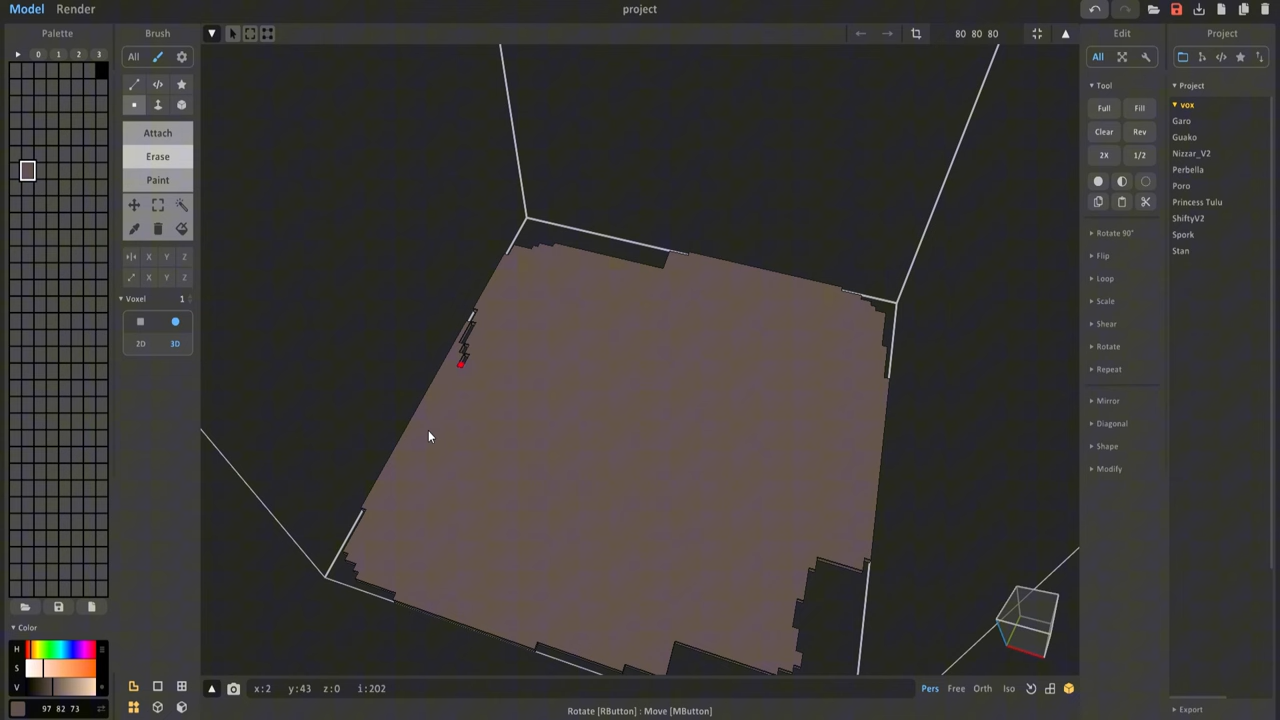 Model Render
project
Palette
Brush
80 80 80
Edit
Project
0 1 2 3
All
All
Tool
Project
Full Fill
vox
Garo
Clear Rev
Guako
Attach
2X 1/2
Nizzar_V2
Erase
Perbella
Paint
Poro
Princess Tulu
ShiftyV2
Rotate 90°
Spork
X Y Z
Flip
Stan
X Y Z
Loop
Voxel 1
Scale
Shear
2D 3D
Rotate
Repeat
Mirror
Diagonal
Shape
Modify
Color
H
S
V
97 82 73
x:2 y:43 z:0 i:202
Pers Free Orth Iso
Rotate [RButton] : Move [MButton]
Export